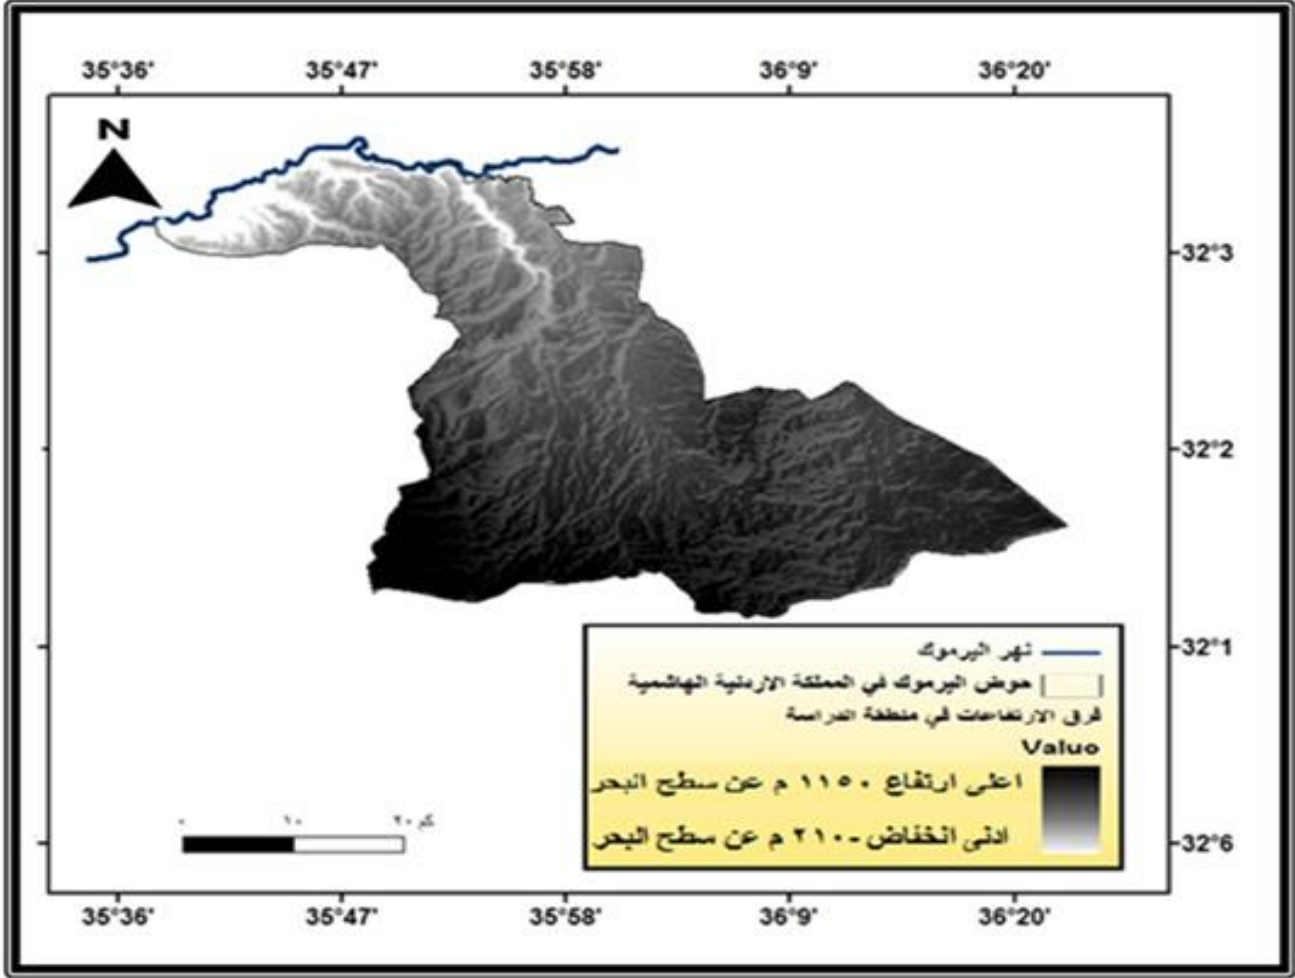 35°36' 35°47' 35°58' 36°9' 36°20'
N
32°3
32°2
32°1
32°6
نهر اليرموك
حوض اليرموك في المملكة الاردنية الهاشمية
فرق الارتفاعات في منطقة الدراسة
Value
اعلى ارتفاع ١١٥٠ م عن سطح البحر
ادنى انخفاض -٢١٠ م عن سطح البحر
٠ ١٠ ٢٠ كم
35°36' 35°47' 35°58' 36°9' 36°20'